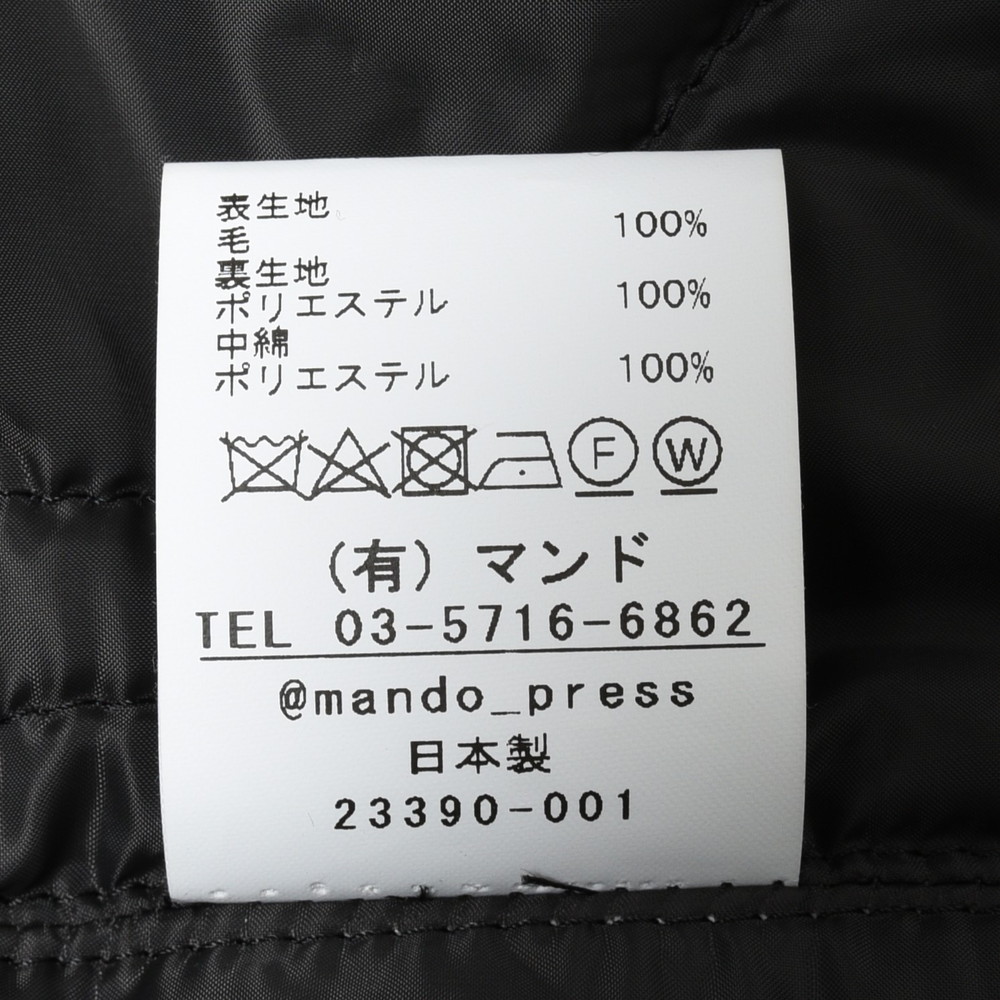 表生地
毛 100%
裏生地
ポリエステル 100%
中綿
ポリエステル 100%
F W
(有) マンド
TEL 03-5716-6862
@mando_press
日本製
23390-001